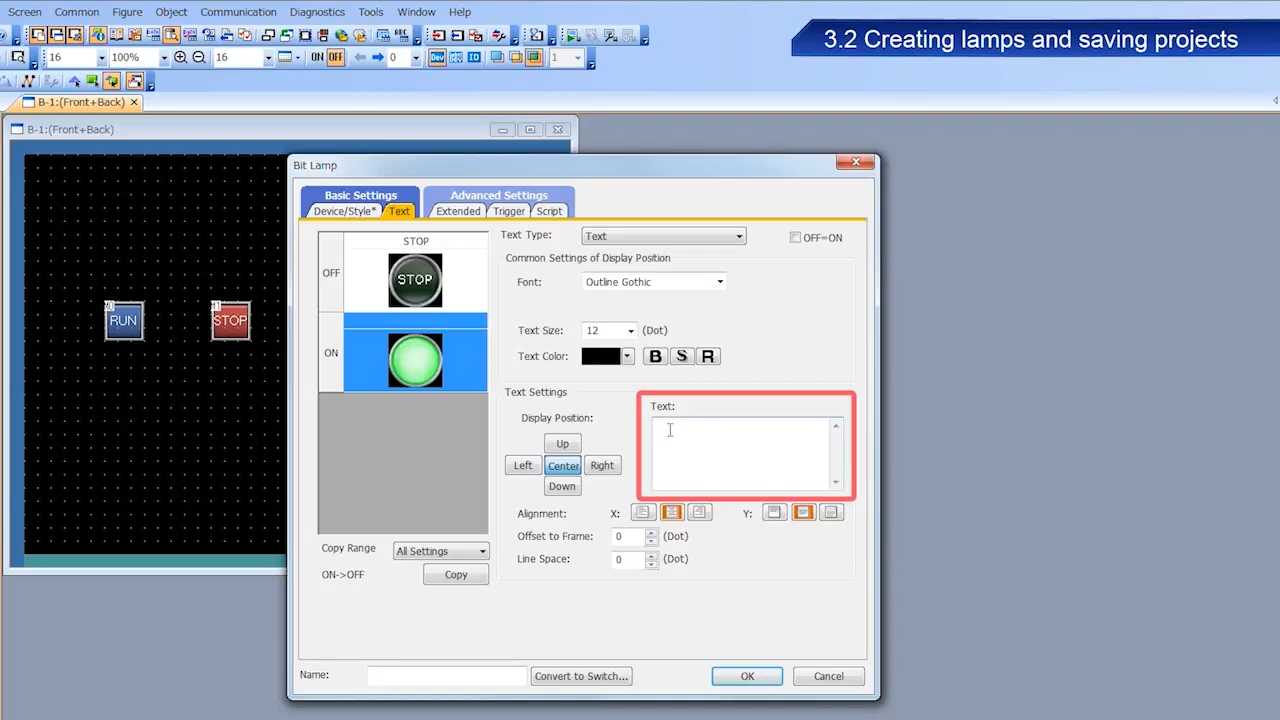 Screen Common Figure Object Communication Diagnostics Tools Window Help
3.2 Creating lamps and saving projects
16 100% 16 ON OFF 0 Dev ID 1
B-1:(Front+Back)
B-1:(Front+Back)
Bit Lamp
Basic Settings Advanced Settings
Device/Style* Text Extended Trigger Script
STOP
OFF
STOP
ON
Text Type: Text OFF=ON
Common Settings of Display Position
Font: Outline Gothic
Text Size: 12 (Dot)
Text Color: B S R
RUN STOP
Text Settings
Text:
Display Position:
Up
Left Center Right
Down
Alignment: X: Y:
Offset to Frame: 0 (Dot)
Line Space: 0 (Dot)
Copy Range All Settings
ON->OFF Copy
Name: Convert to Switch... OK Cancel